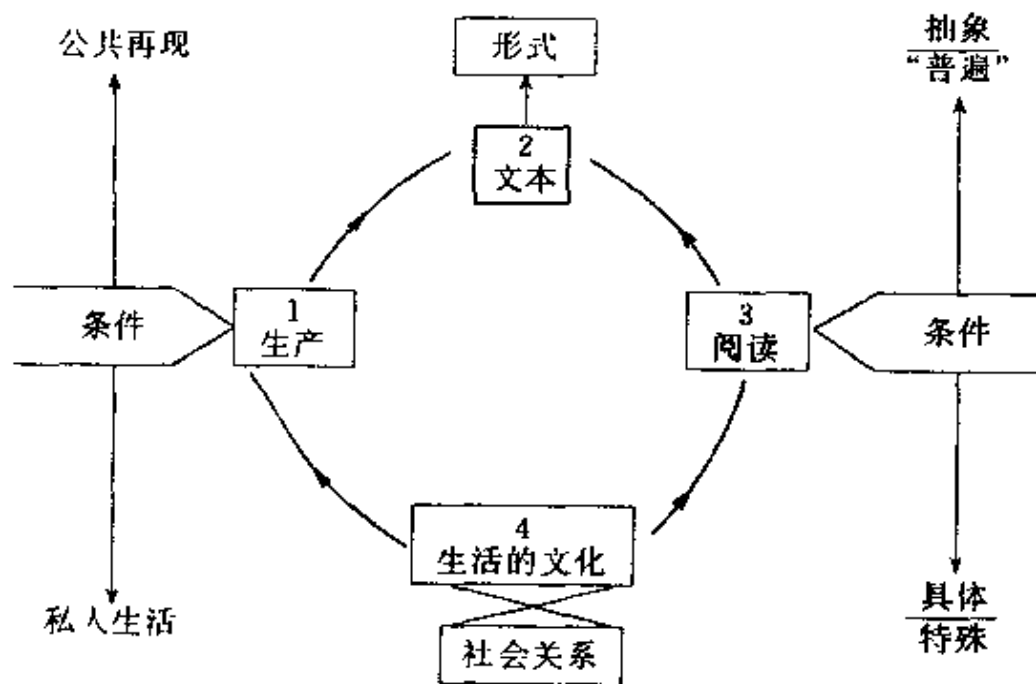 公共再现
形式
抽象
“普遍”
2
文本
条件
1
生产
3
阅读
条件
4
生活的文化
私人生活
社会关系
具体
特殊